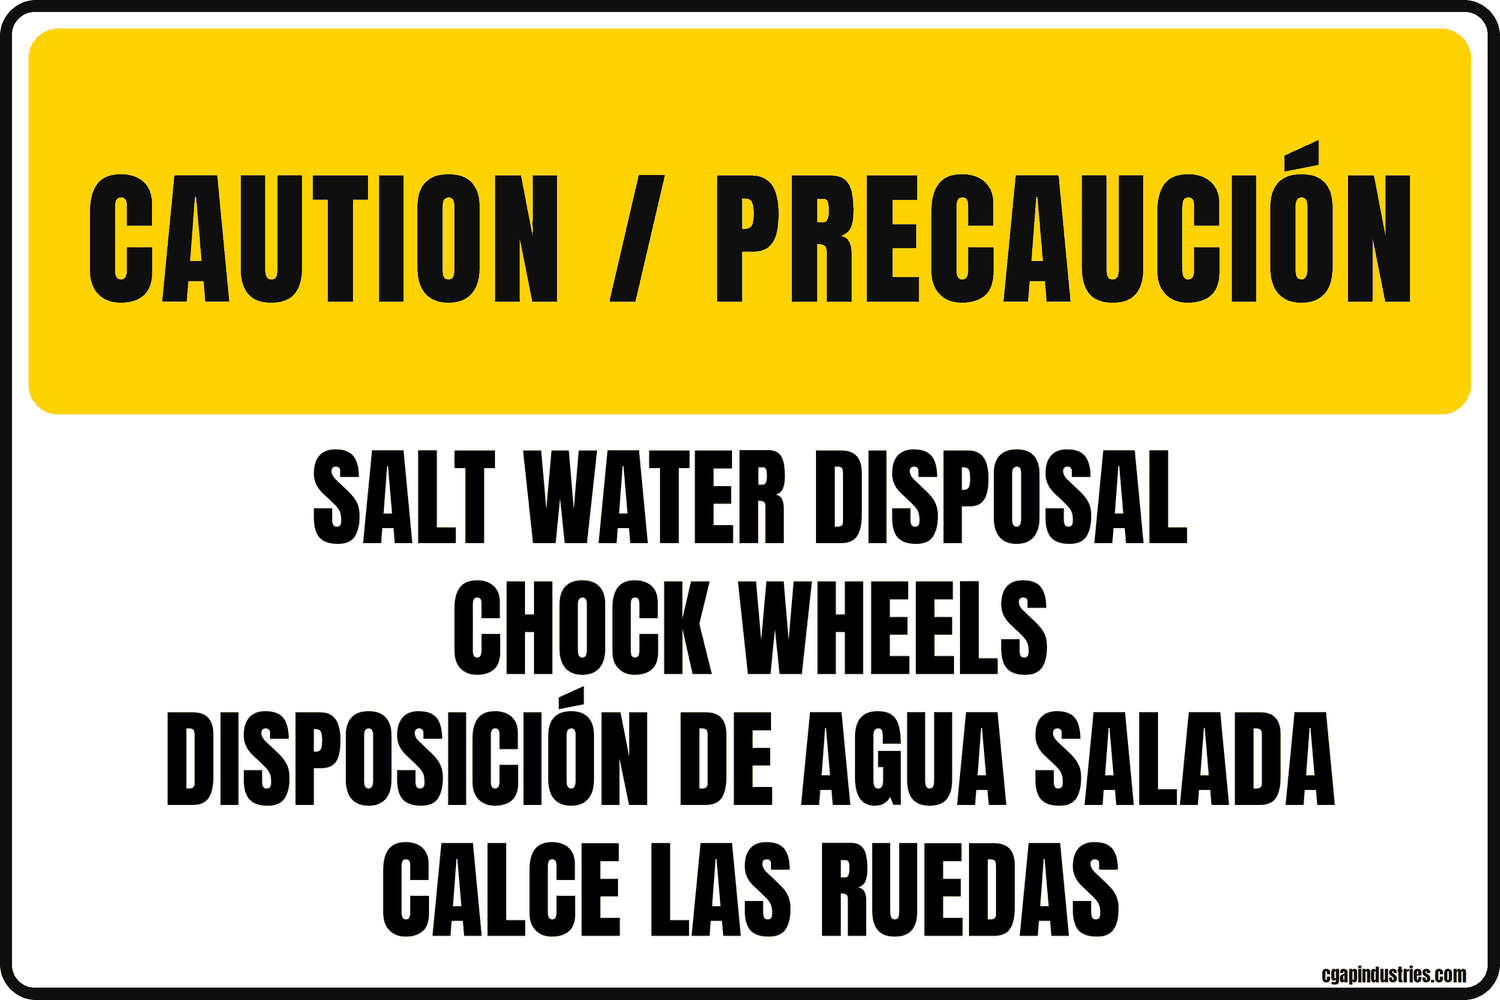 CAUTION / PRECAUCIÓN
SALT WATER DISPOSAL
CHOCK WHEELS
DISPOSICIÓN DE AGUA SALADA
CALCE LAS RUEDAS
cgapindustries.com